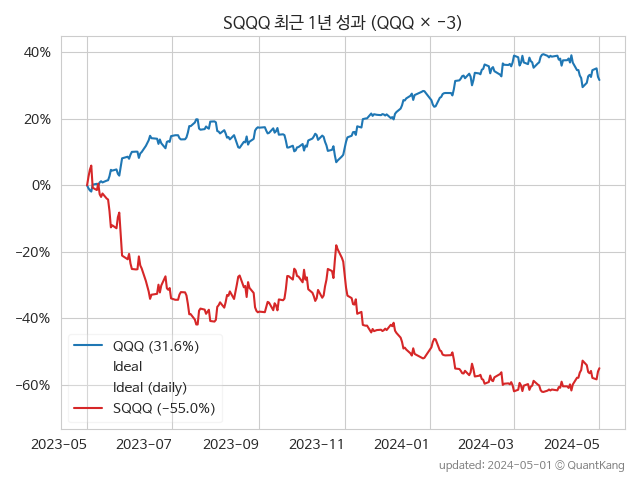 SQQQ 최근 1년 성과 (QQQ × −3)
40%
20%
0%
−20%
−40%
−60%
QQQ (31.6%)
Ideal
Ideal (daily)
SQQQ (−55.0%)
2023-05
2023-07
2023-09
2023-11
2024-01
2024-03
2024-05
updated: 2024-05-01 © QuantKang